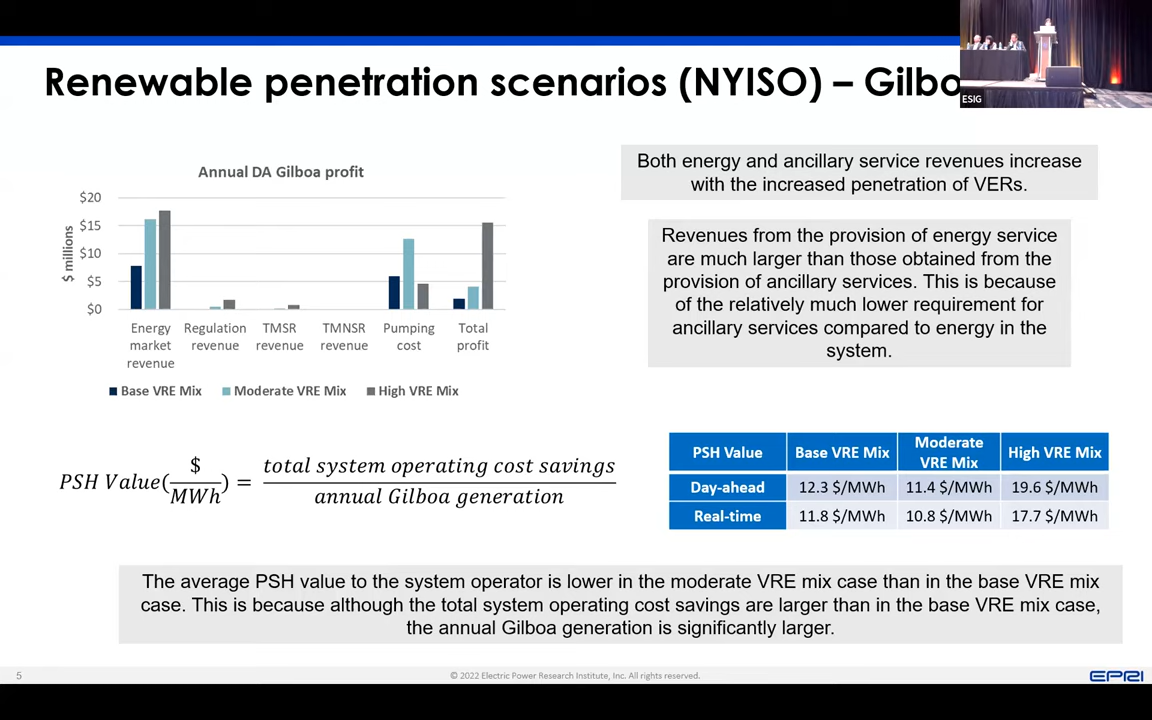 Renewable penetration scenarios (NYISO) – Gilbo
ESIG
Annual DA Gilboa profit
$ millions
$20
$15
$10
$5
$0
Energy market revenue
Regulation revenue
TMSR revenue
TMNSR revenue
Pumping cost
Total profit
Base VRE Mix
Moderate VRE Mix
High VRE Mix
Both energy and ancillary service revenues increase
with the increased penetration of VERs.
Revenues from the provision of energy service
are much larger than those obtained from the
provision of ancillary services. This is because
of the relatively much lower requirement for
ancillary services compared to energy in the
system.
PSH Value($/MWh) = total system operating cost savings / annual Gilboa generation
PSH Value Base VRE Mix Moderate VRE Mix High VRE Mix
Day-ahead 12.3 $/MWh 11.4 $/MWh 19.6 $/MWh
Real-time 11.8 $/MWh 10.8 $/MWh 17.7 $/MWh
The average PSH value to the system operator is lower in the moderate VRE mix case than in the base VRE mix
case. This is because although the total system operating cost savings are larger than in the base VRE mix case,
the annual Gilboa generation is significantly larger.
5
© 2022 Electric Power Research Institute, Inc. All rights reserved.
EPRI